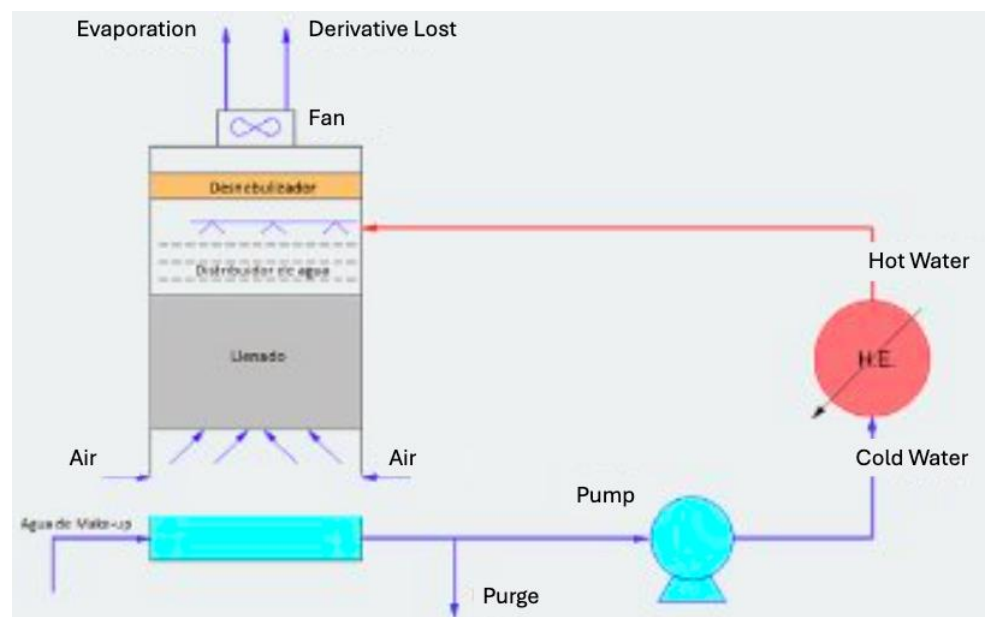 Evaporation
Derivative Lost
Fan
Desnebulizador
Distribuidor de agua
Hot Water
Llenado
H.E.
Air
Air
Cold Water
Pump
Agua de Make-up
Purge